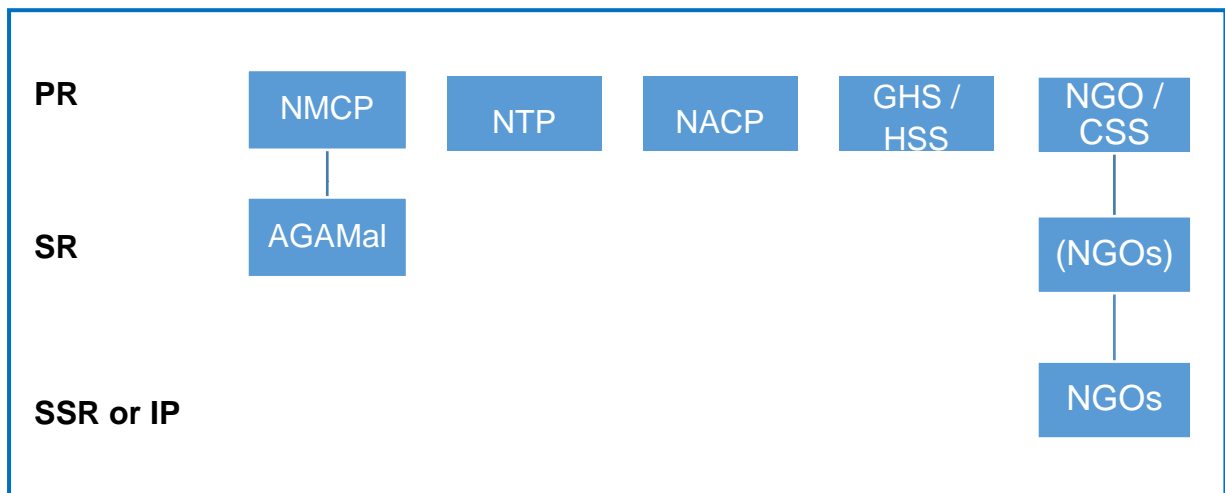 PR
NMCP
NTP
NACP
GHS /
HSS
NGO /
CSS
SR
AGAMal
(NGOs)
SSR or IP
NGOs